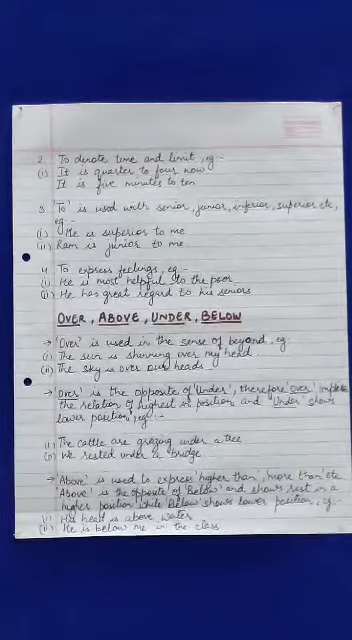 2. To denote time and limit, eg :-
(i) It is quarter to four now
It is five minutes to ten
3 'To' is used with senior, junior, inferior, superior etc,
eg. -
(i) He is superior to me
(ii) Ram is junior to me
4 To express feelings, eg :-
(i) He is most helpful to the poor
(ii) He has great regard to his seniors
OVER, ABOVE, UNDER, BELOW
→ 'Over' is used in the sense of beyond, eg:
(i) The sun is shinning over my head.
(ii) The sky is over our heads.
→ 'Over' is the opposite of 'Under', therefore 'over'
the relation of highest in position and 'Under' shows
lower position, eg :-
(i) The cattle are grazing under a tree
(ii) We rested under a bridge
→ 'Above' is used to express 'higher than', 'more than' etc
'Above' is the opposite of 'Below' and shows rest in a
higher position while 'Below' shows lower position, eg -
(i) His head is above water
(ii) He is below me in the class